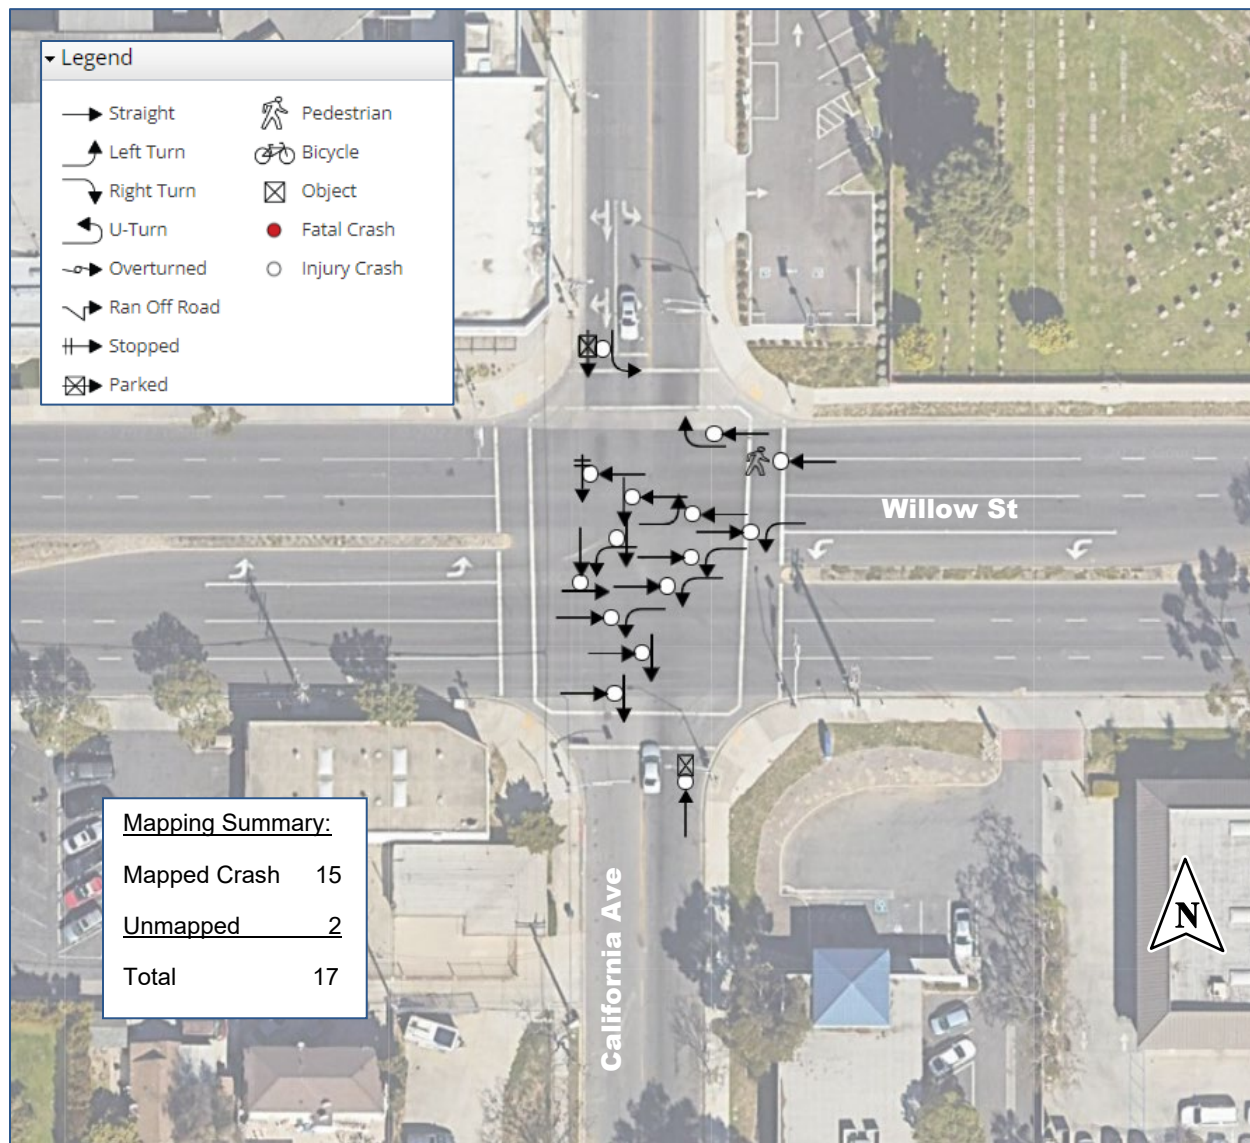 Legend
Straight
Left Turn
Right Turn
U-Turn
Overturned
Ran Off Road
Stopped
Parked
Pedestrian
Bicycle
Object
Fatal Crash
Injury Crash
Willow St
California Ave
Mapping Summary:
Mapped Crash 15
Unmapped 2
Total 17
N